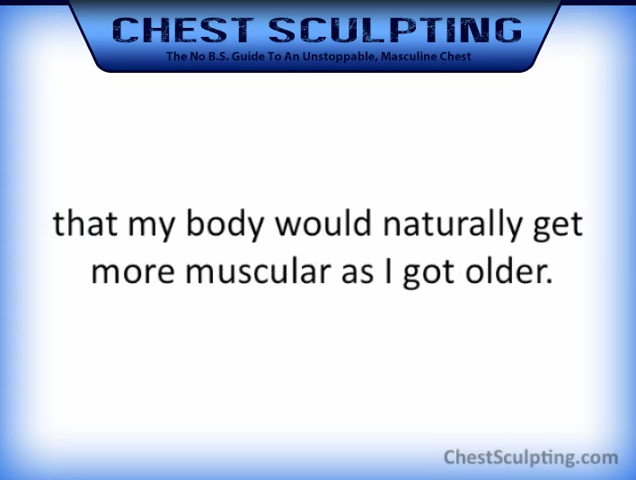 CHEST SCULPTING
The No B.S. Guide To An Unstoppable, Masculine Chest
that my body would naturally get
more muscular as I got older.
ChestSculpting.com